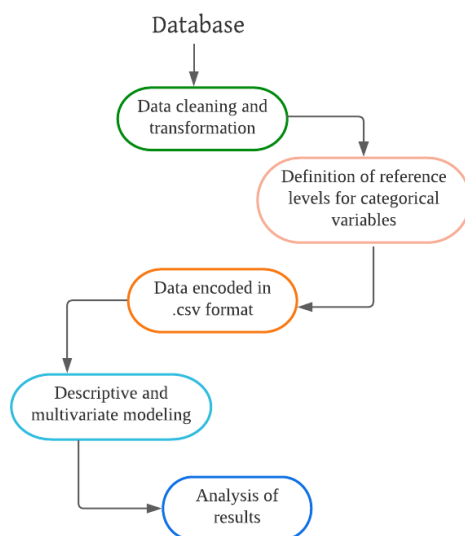 Database
Data cleaning and
transformation
Definition of reference
levels for categorical
variables
Data encoded in
.csv format
Descriptive and
multivariate modeling
Analysis of
results